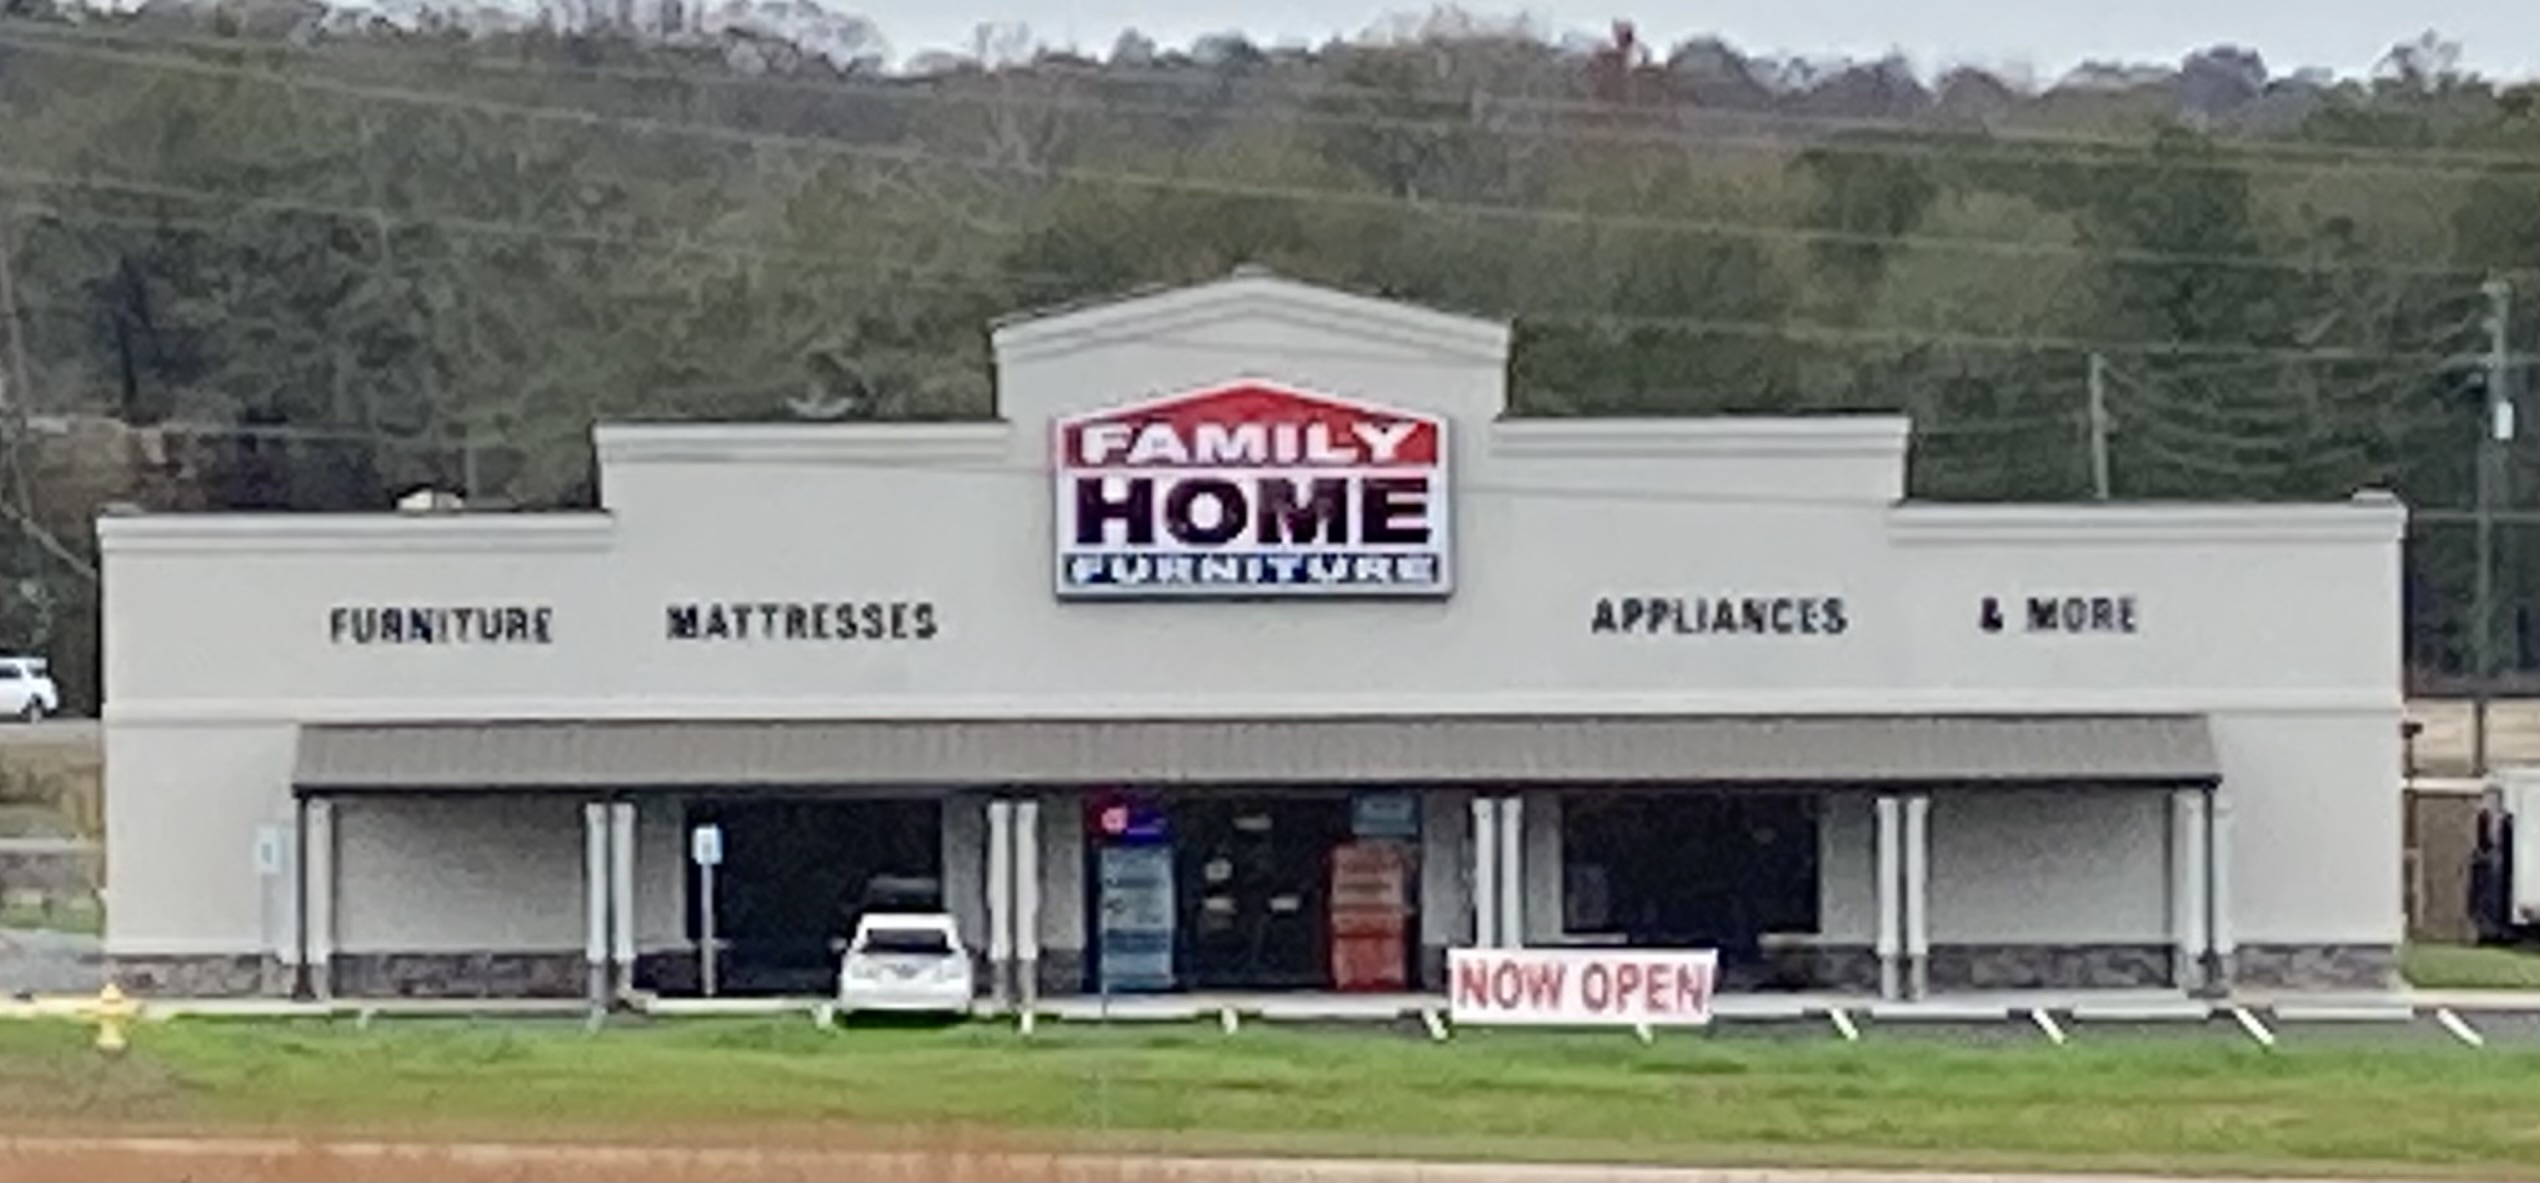 FAMILY
HOME
FURNITURE
FURNITURE MATTRESSES APPLIANCES & MORE
NOW OPEN